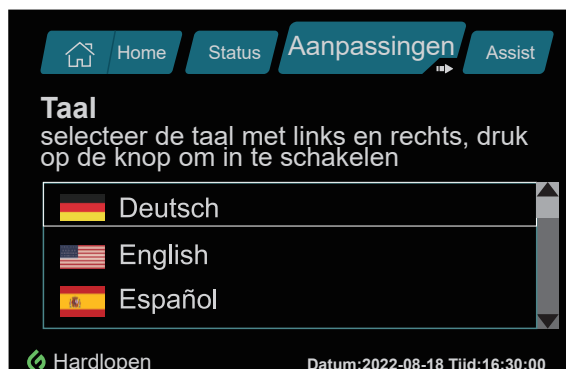 Home Status Aanpassingen Assist
Taal
selecteer de taal met links en rechts, druk
op de knop om in te schakelen
Deutsch
English
Español
Hardlopen Datum:2022-08-18 Tijd:16:30:00